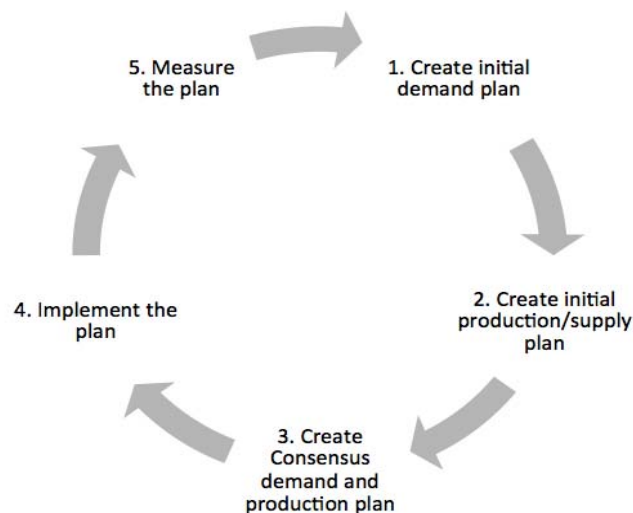 1. Create initial
demand plan
2. Create initial
production/supply
plan
3. Create
Consensus
demand and
production plan
4. Implement the
plan
5. Measure
the plan